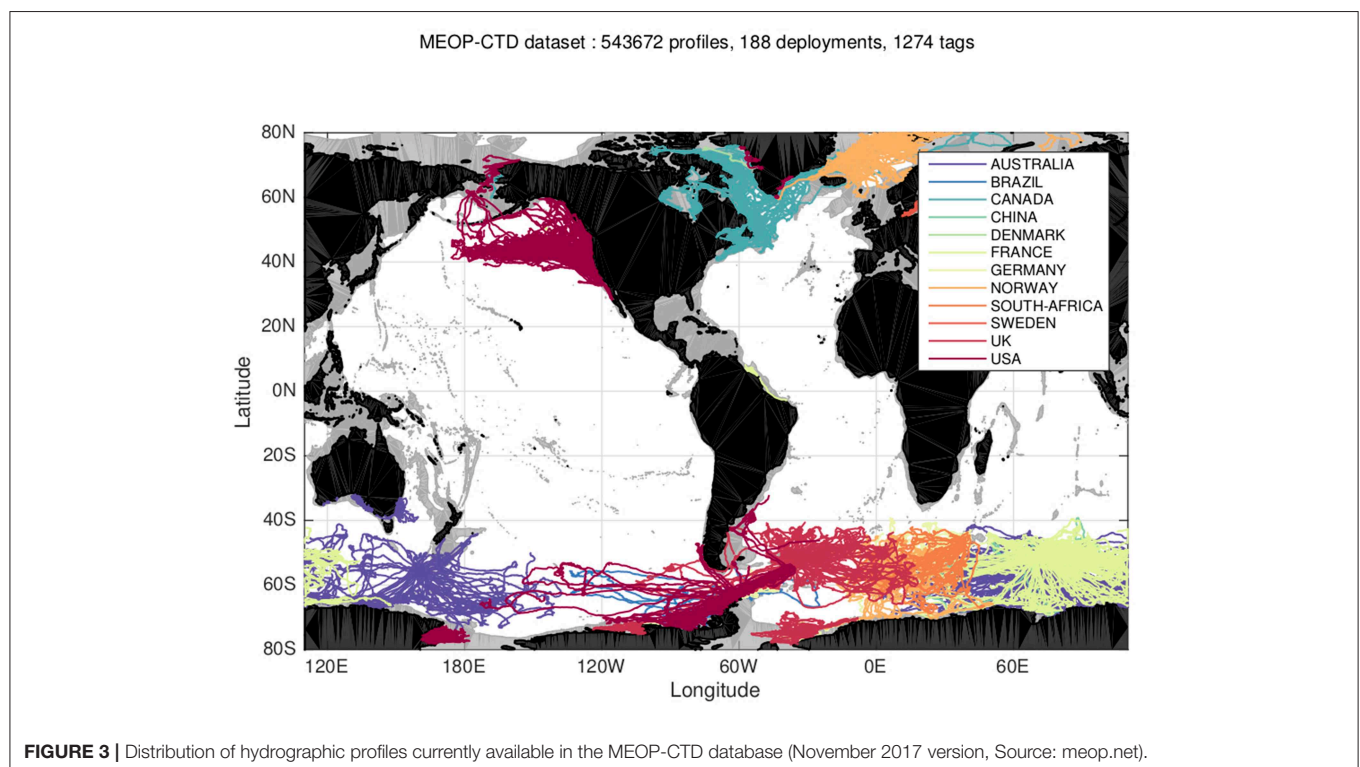 MEOP-CTD dataset : 543672 profiles, 188 deployments, 1274 tags
80N
60N
40N
20N
0N
20S
40S
60S
80S
Latitude
AUSTRALIA
BRAZIL
CANADA
CHINA
DENMARK
FRANCE
GERMANY
NORWAY
SOUTH-AFRICA
SWEDEN
UK
USA
120E 180E 120W 60W 0E 60E
Longitude
FIGURE 3 | Distribution of hydrographic profiles currently available in the MEOP-CTD database (November 2017 version, Source: meop.net).